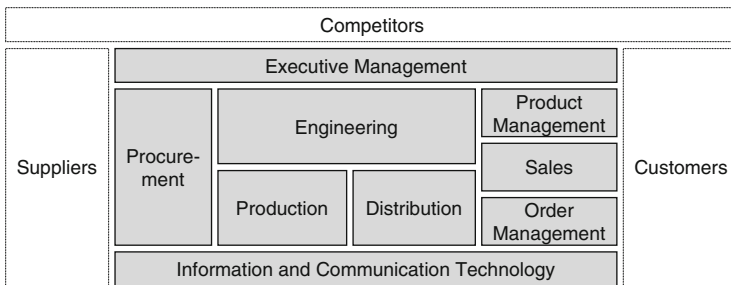 Competitors
Executive Management
Suppliers
Procure-
ment
Engineering
Production
Distribution
Product
Management
Sales
Order
Management
Customers
Information and Communication Technology